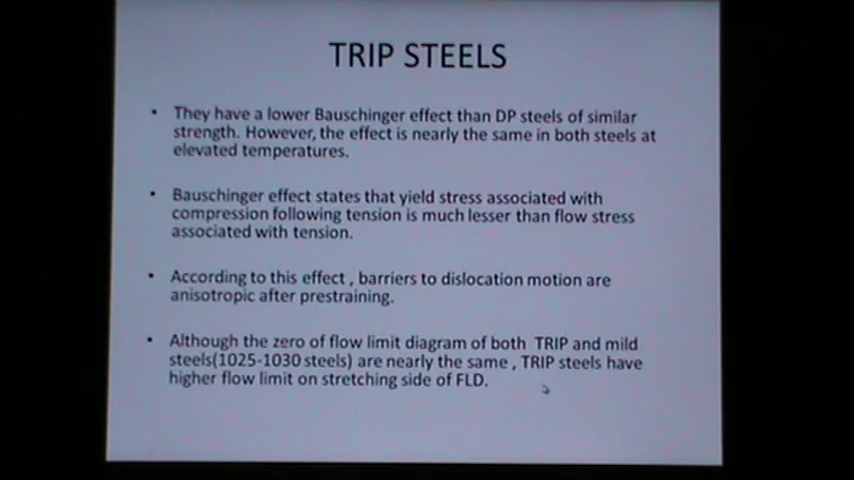 TRIP STEELS
• They have a lower Bauschinger effect than DP steels of similar
strength. However, the effect is nearly the same in both steels at
elevated temperatures.
• Bauschinger effect states that yield stress associated with
compression following tension is much lesser than flow stress
associated with tension.
• According to this effect , barriers to dislocation motion are
anisotropic after prestraining.
• Although the zero of flow limit diagram of both TRIP and mild
steels(1025-1030 steels) are nearly the same , TRIP steels have
higher flow limit on stretching side of FLD.